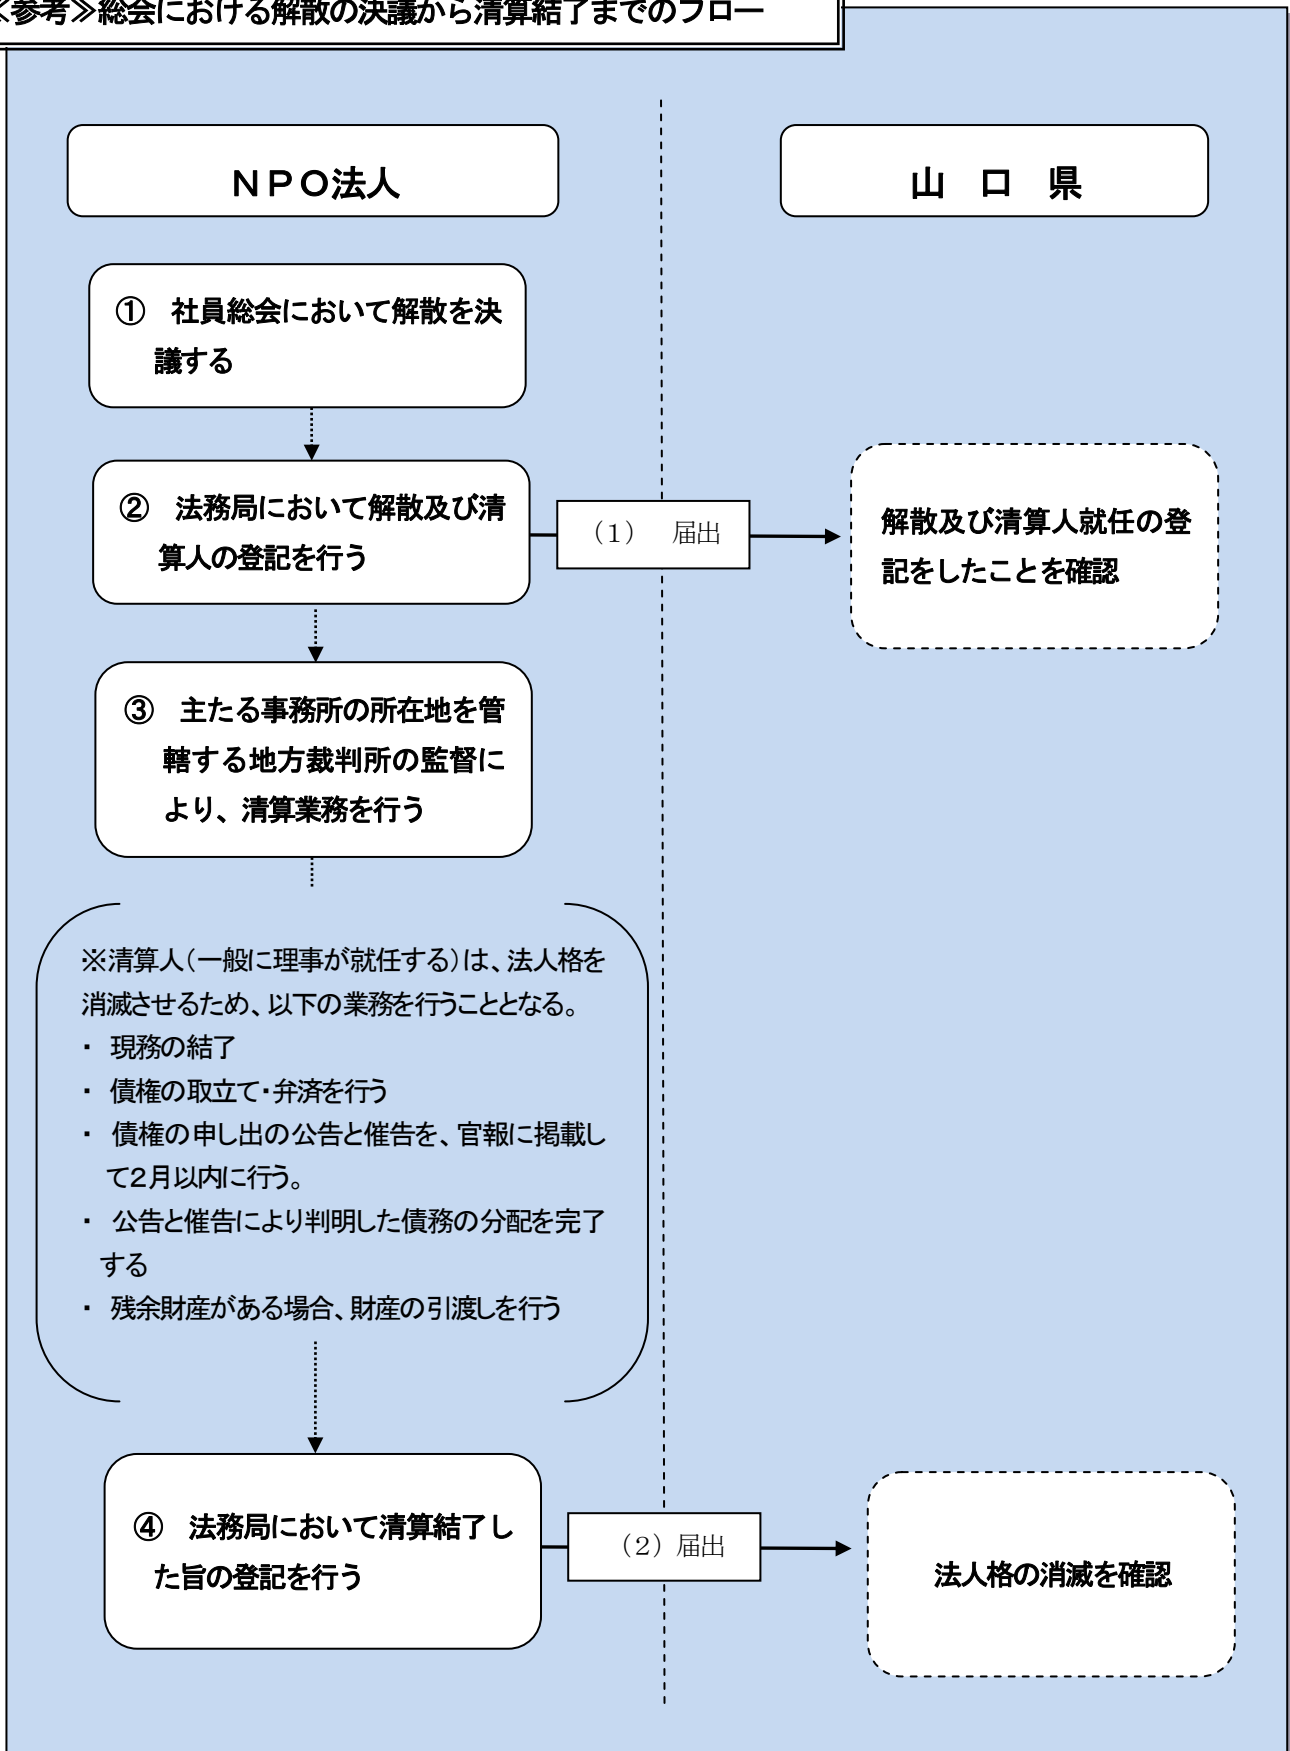 ≪参考≫総会における解散の決議から清算結了までのフロー
NPO法人
山 口 県
① 社員総会において解散を決
議する
② 法務局において解散及び清
算人の登記を行う
(1) 届出
解散及び清算人就任の登
記をしたことを確認
③ 主たる事務所の所在地を管
轄する地方裁判所の監督に
より、清算業務を行う
※清算人(一般に理事が就任する)は、法人格を
消滅させるため、以下の業務を行うこととなる。
・ 現務の結了
・ 債権の取立て・弁済を行う
・ 債権の申し出の公告と催告を、官報に掲載し
て2月以内に行う。
・ 公告と催告により判明した債務の分配を完了
する
・ 残余財産がある場合、財産の引渡しを行う
④ 法務局において清算結了し
た旨の登記を行う
(2) 届出
法人格の消滅を確認